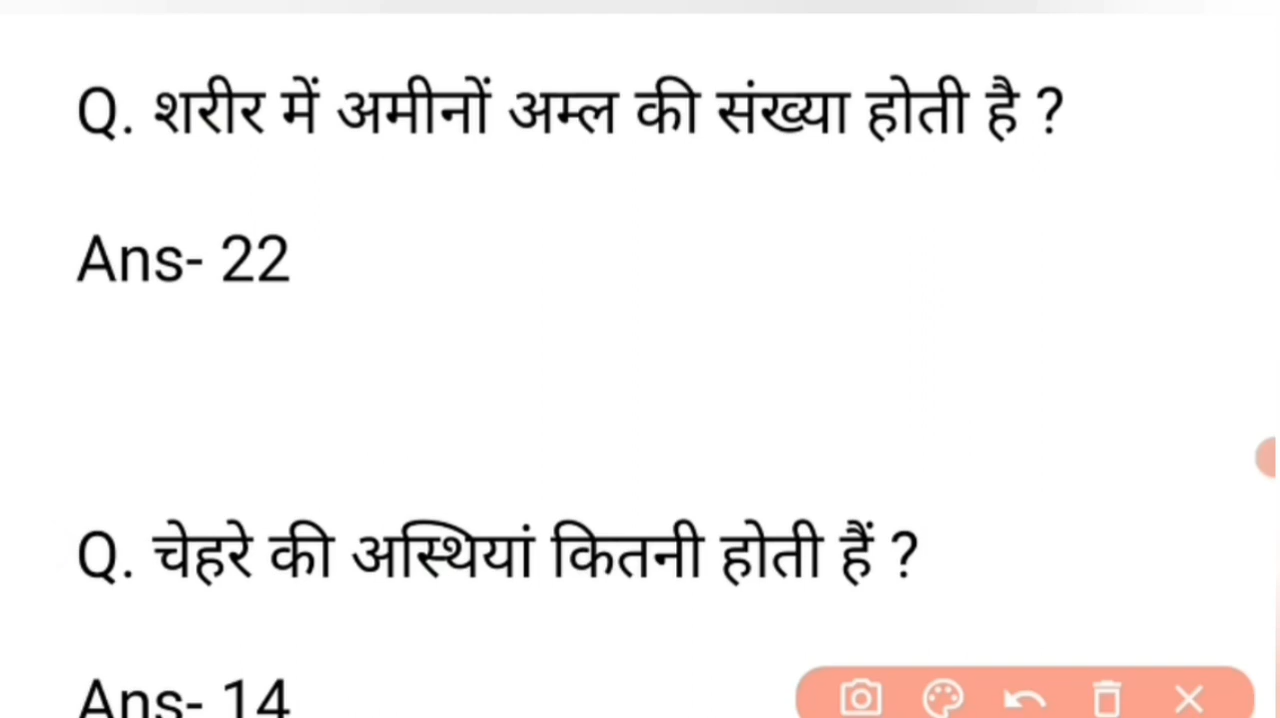 Q. शरीर में अमीनों अम्ल की संख्या होती है ?
Ans- 22
Q. चेहरे की अस्थियां कितनी होती हैं ?
Ans- 14